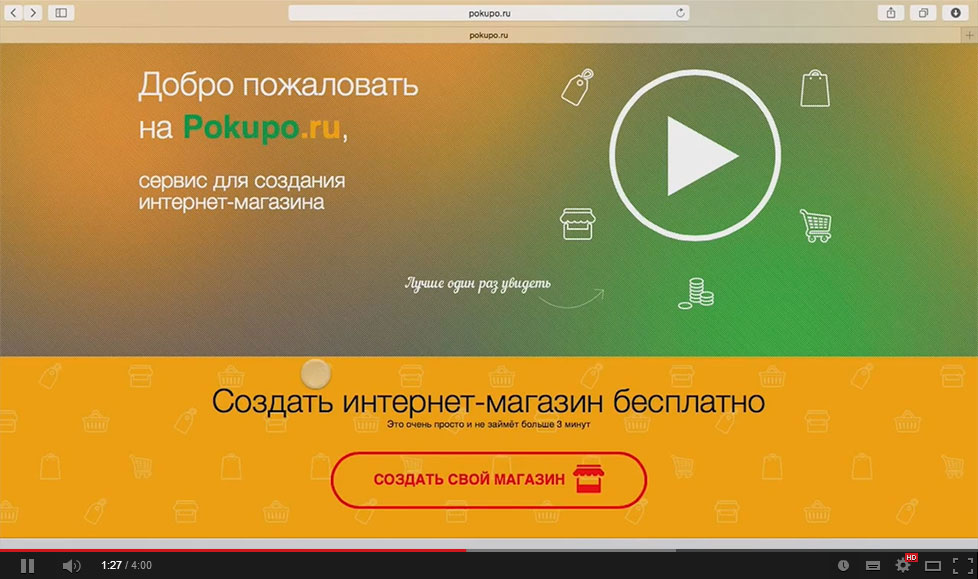 pokupo.ru
pokupo.ru
Добро пожаловать
на Pokupo.ru,
сервис для создания
интернет-магазина
Лучше один раз увидеть
Создать интернет-магазин бесплатно
Это очень просто и не займёт больше 3 минут
СОЗДАТЬ СВОЙ МАГАЗИН
1:27 / 4:00
HD